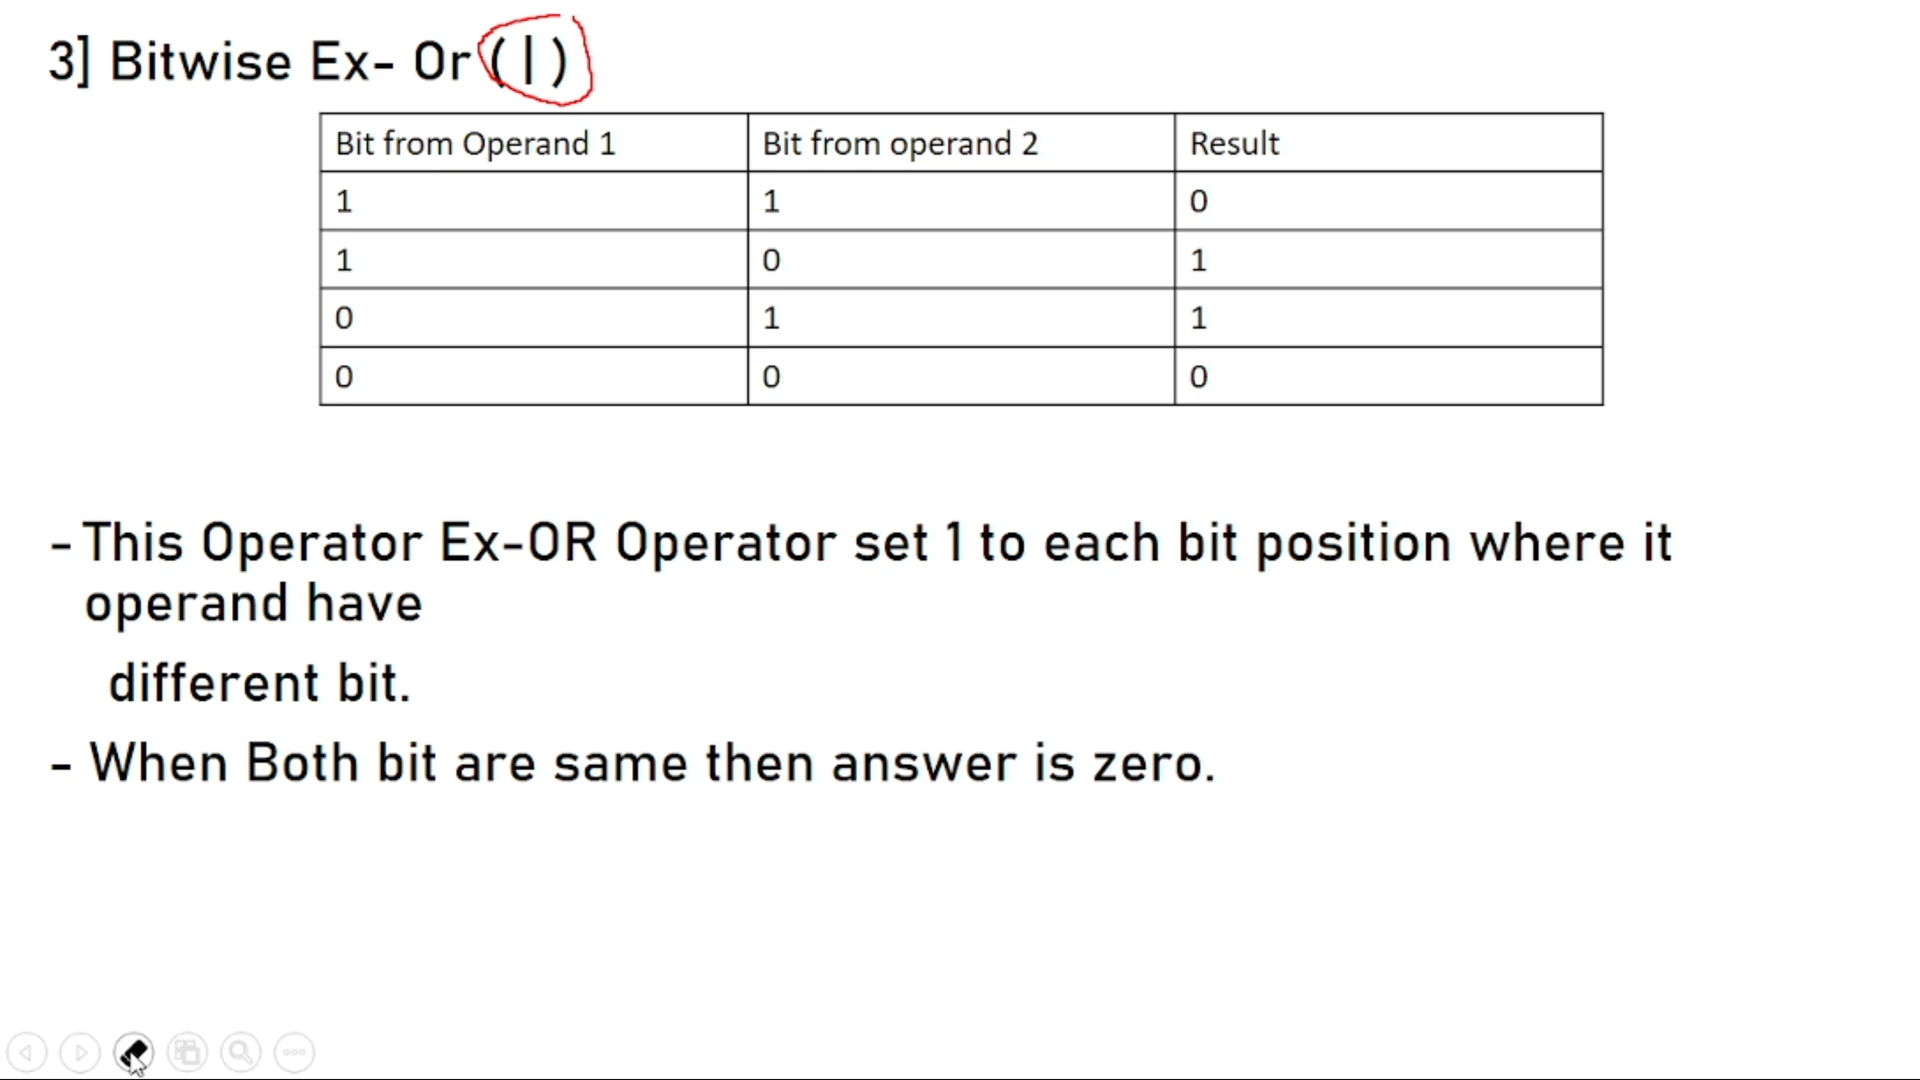 3] Bitwise Ex- Or (|)
Bit from Operand 1 Bit from operand 2 Result
1 1 0
1 0 1
0 1 1
0 0 0
- This Operator Ex-OR Operator set 1 to each bit position where it
operand have
different bit.
- When Both bit are same then answer is zero.